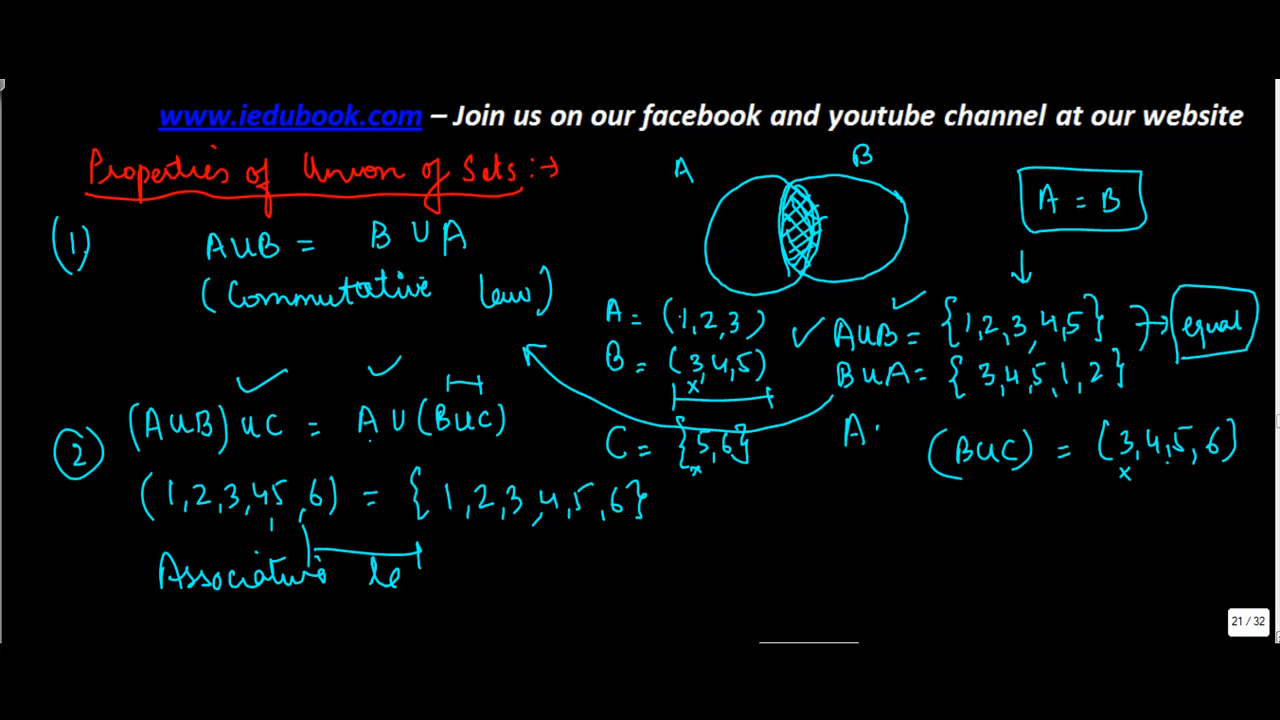 www.iedubook.com – Join us on our facebook and youtube channel at our website
Properties of Union of Sets :→
(1) A∪B = B ∪ A
(Commutative law)
A B
A = B
A = (1,2,3)
B = (3,4,5)
C = {5,6}
A∪B = {1,2,3,4,5}
B∪A = {3,4,5,1,2}
equal
A
(B∪C) = (3,4,5,6)
(2) (A∪B)∪C = A∪(B∪C)
(1,2,3,4,5,6) = {1,2,3,4,5,6}
Associative
21 / 32